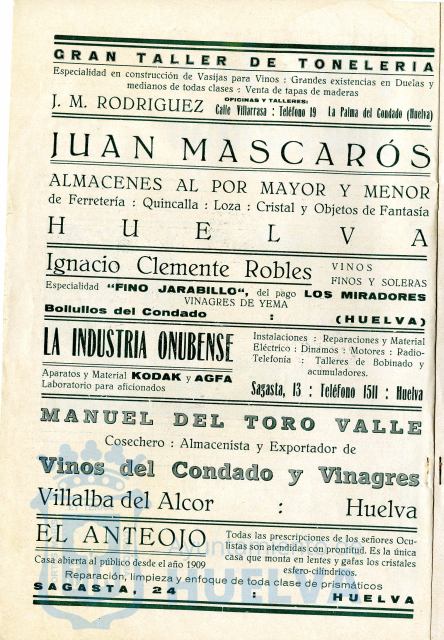 GRAN TALLER DE TONELERIA
Especialidad en construcción de Vasijas para Vinos : Grandes existencias en Duelas y
medianos de todas clases : Venta de tapas de maderas
J. M. RODRIGUEZ
OFICINAS Y TALLERES:
Calle Villarrasa : Teléfono 19 La Palma del Condado (Huelva)
JUAN MASCARÓS
ALMACENES AL POR MAYOR Y MENOR
de Ferretería : Quincalla : Loza : Cristal y Objetos de Fantasía
HUELVA
Ignacio Clemente Robles
VINOS
FINOS Y SOLERAS
Especialidad "FINO JARABILLO", del pago LOS MIRADORES
VINAGRES DE YEMA
Bollullos del Condado : (HUELVA)
LA INDUSTRIA ONUBENSE
Aparatos y Material KODAK y AGFA
Laboratorio para aficionados
Instalaciones : Reparaciones y Material
Eléctrico : Dinamos : Motores : Radio-
Telefonía : Talleres de Bobinado y
acumuladores.
Sagasta, 13 : Teléfono 1511 : Huelva
MANUEL DEL TORO VALLE
Cosechero : Almacenista y Exportador de
Vinos del Condado y Vinagres
Villalba del Alcor : Huelva
EL ANTEOJO
Casa abierta al público desde el año 1909
Todas las prescripciones de los señores Ocu-
listas son atendidas con prontitud. Es la única
casa que monta en lentes y gafas los cristales
esfero-cilíndricos.
Reparación, limpieza y enfoque de toda clase de prismáticos
SAGASTA, 24 : HUELVA
Ayuntamiento de
HUELVA